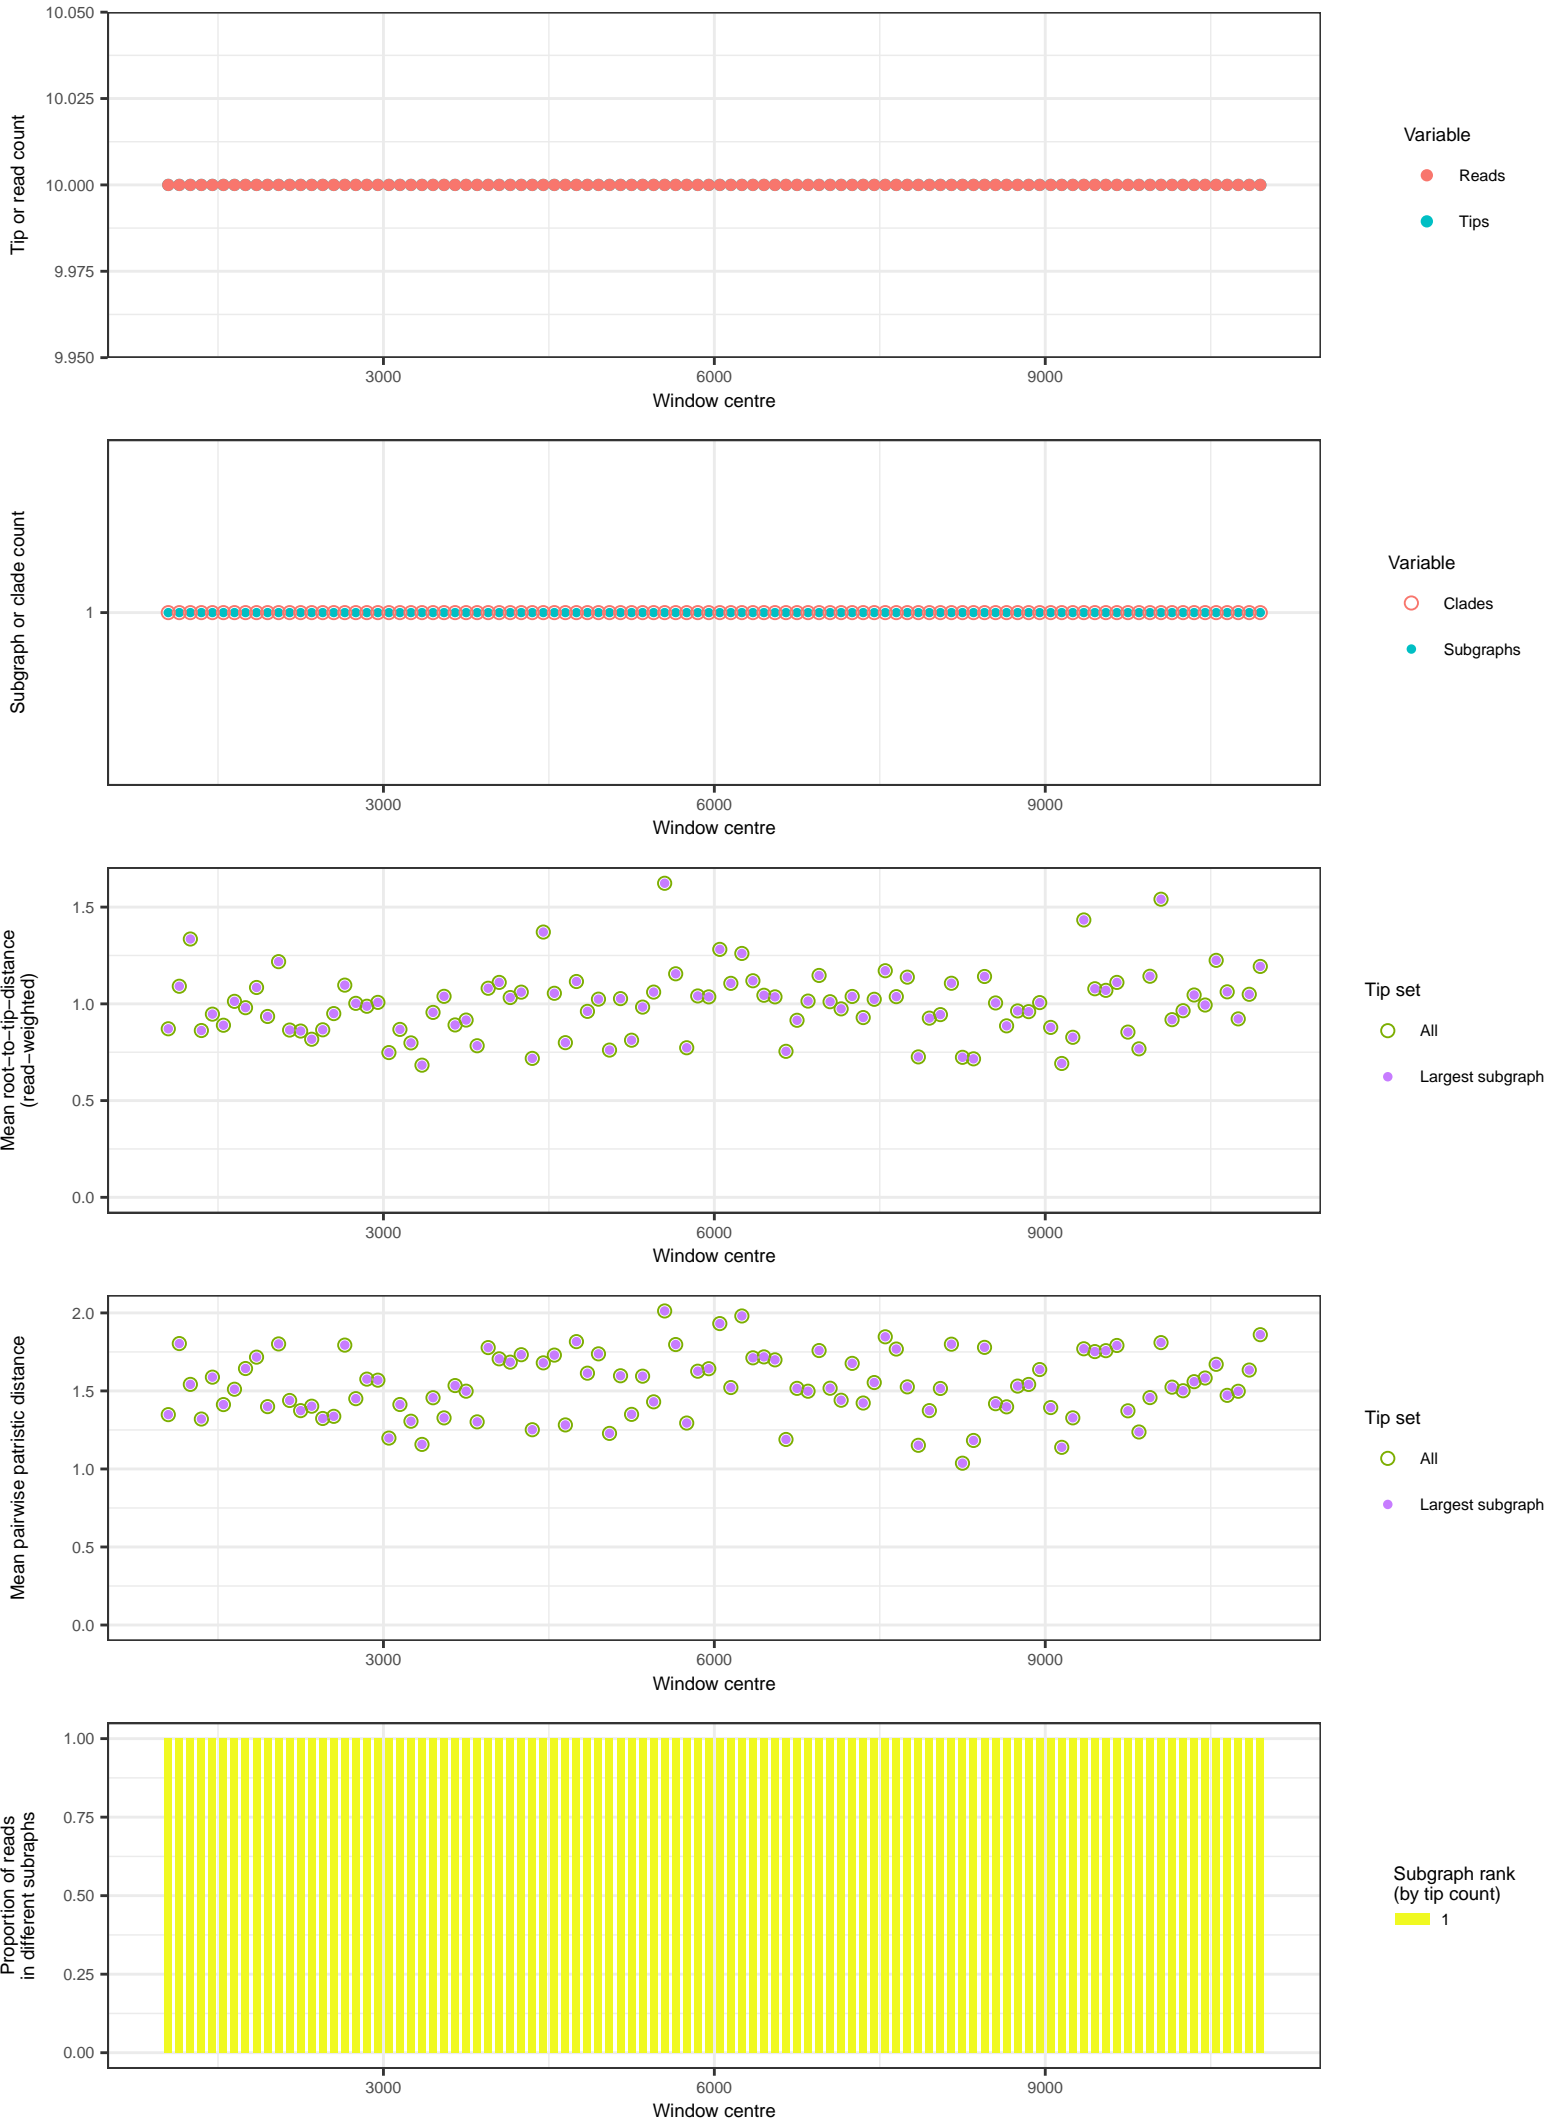 10.050
10.025
10.000
9.975
9.950
Tip or read count
3000 6000 9000
Window centre
Variable
Reads
Tips
1
Subgraph or clade count
3000 6000 9000
Window centre
Variable
Clades
Subgraphs
1.5
1.0
0.5
0.0
Mean root−to−tip−distance
(read−weighted)
3000 6000 9000
Window centre
Tip set
All
Largest subgraph
2.0
1.5
1.0
0.5
0.0
Mean pairwise patristic distance
3000 6000 9000
Window centre
Tip set
All
Largest subgraph
1.00
0.75
0.50
0.25
0.00
Proportion of reads
in different subraphs
3000 6000 9000
Window centre
Subgraph rank
(by tip count)
1